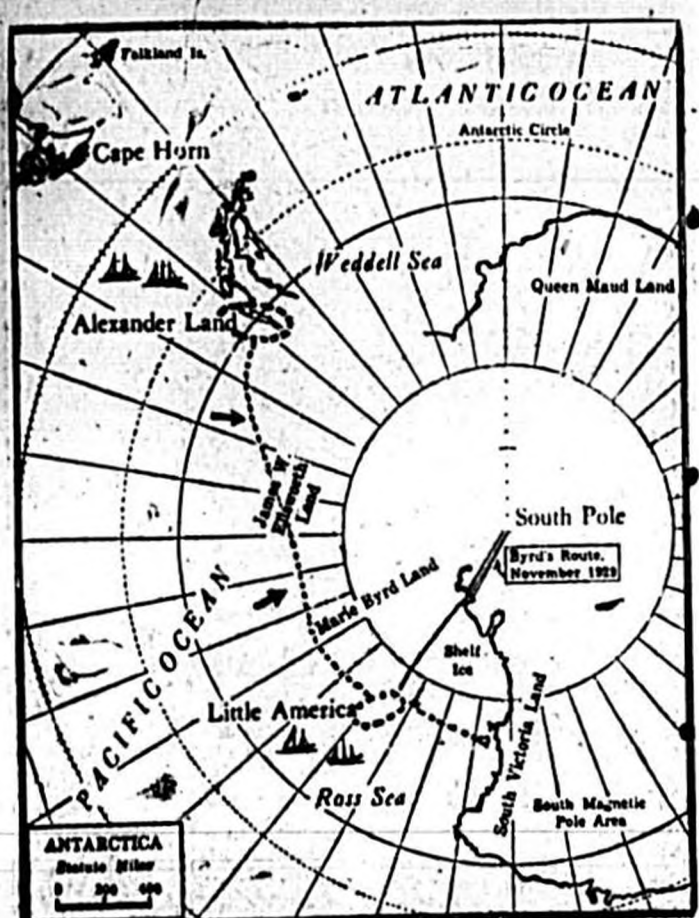 Falkland Is.
ATLANTIC OCEAN
Antarctic Circle
Cape Horn
Weddell Sea
Queen Maud Land
Alexander Land
James W.
Ellsworth
Land
South Pole
Byrd's Route,
November 1929
Marie Byrd Land
Shelf
Ice
PACIFIC OCEAN
Little America
South Victoria Land
Ross Sea
South Magnetic
Pole Area
ANTARCTICA
Statute Miles
0 200 400